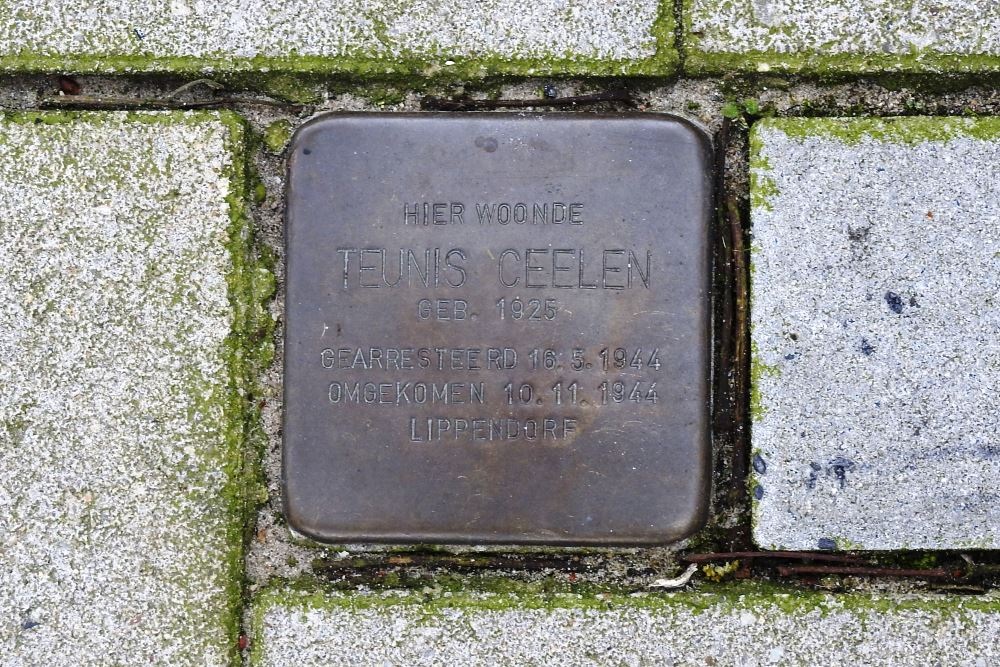 HIER WOONDE
TEUNIS CEELEN
GEB. 1925
GEARRESTEERD 16.5.1944
OMGEKOMEN 10.11.1944
LIPPENDORF